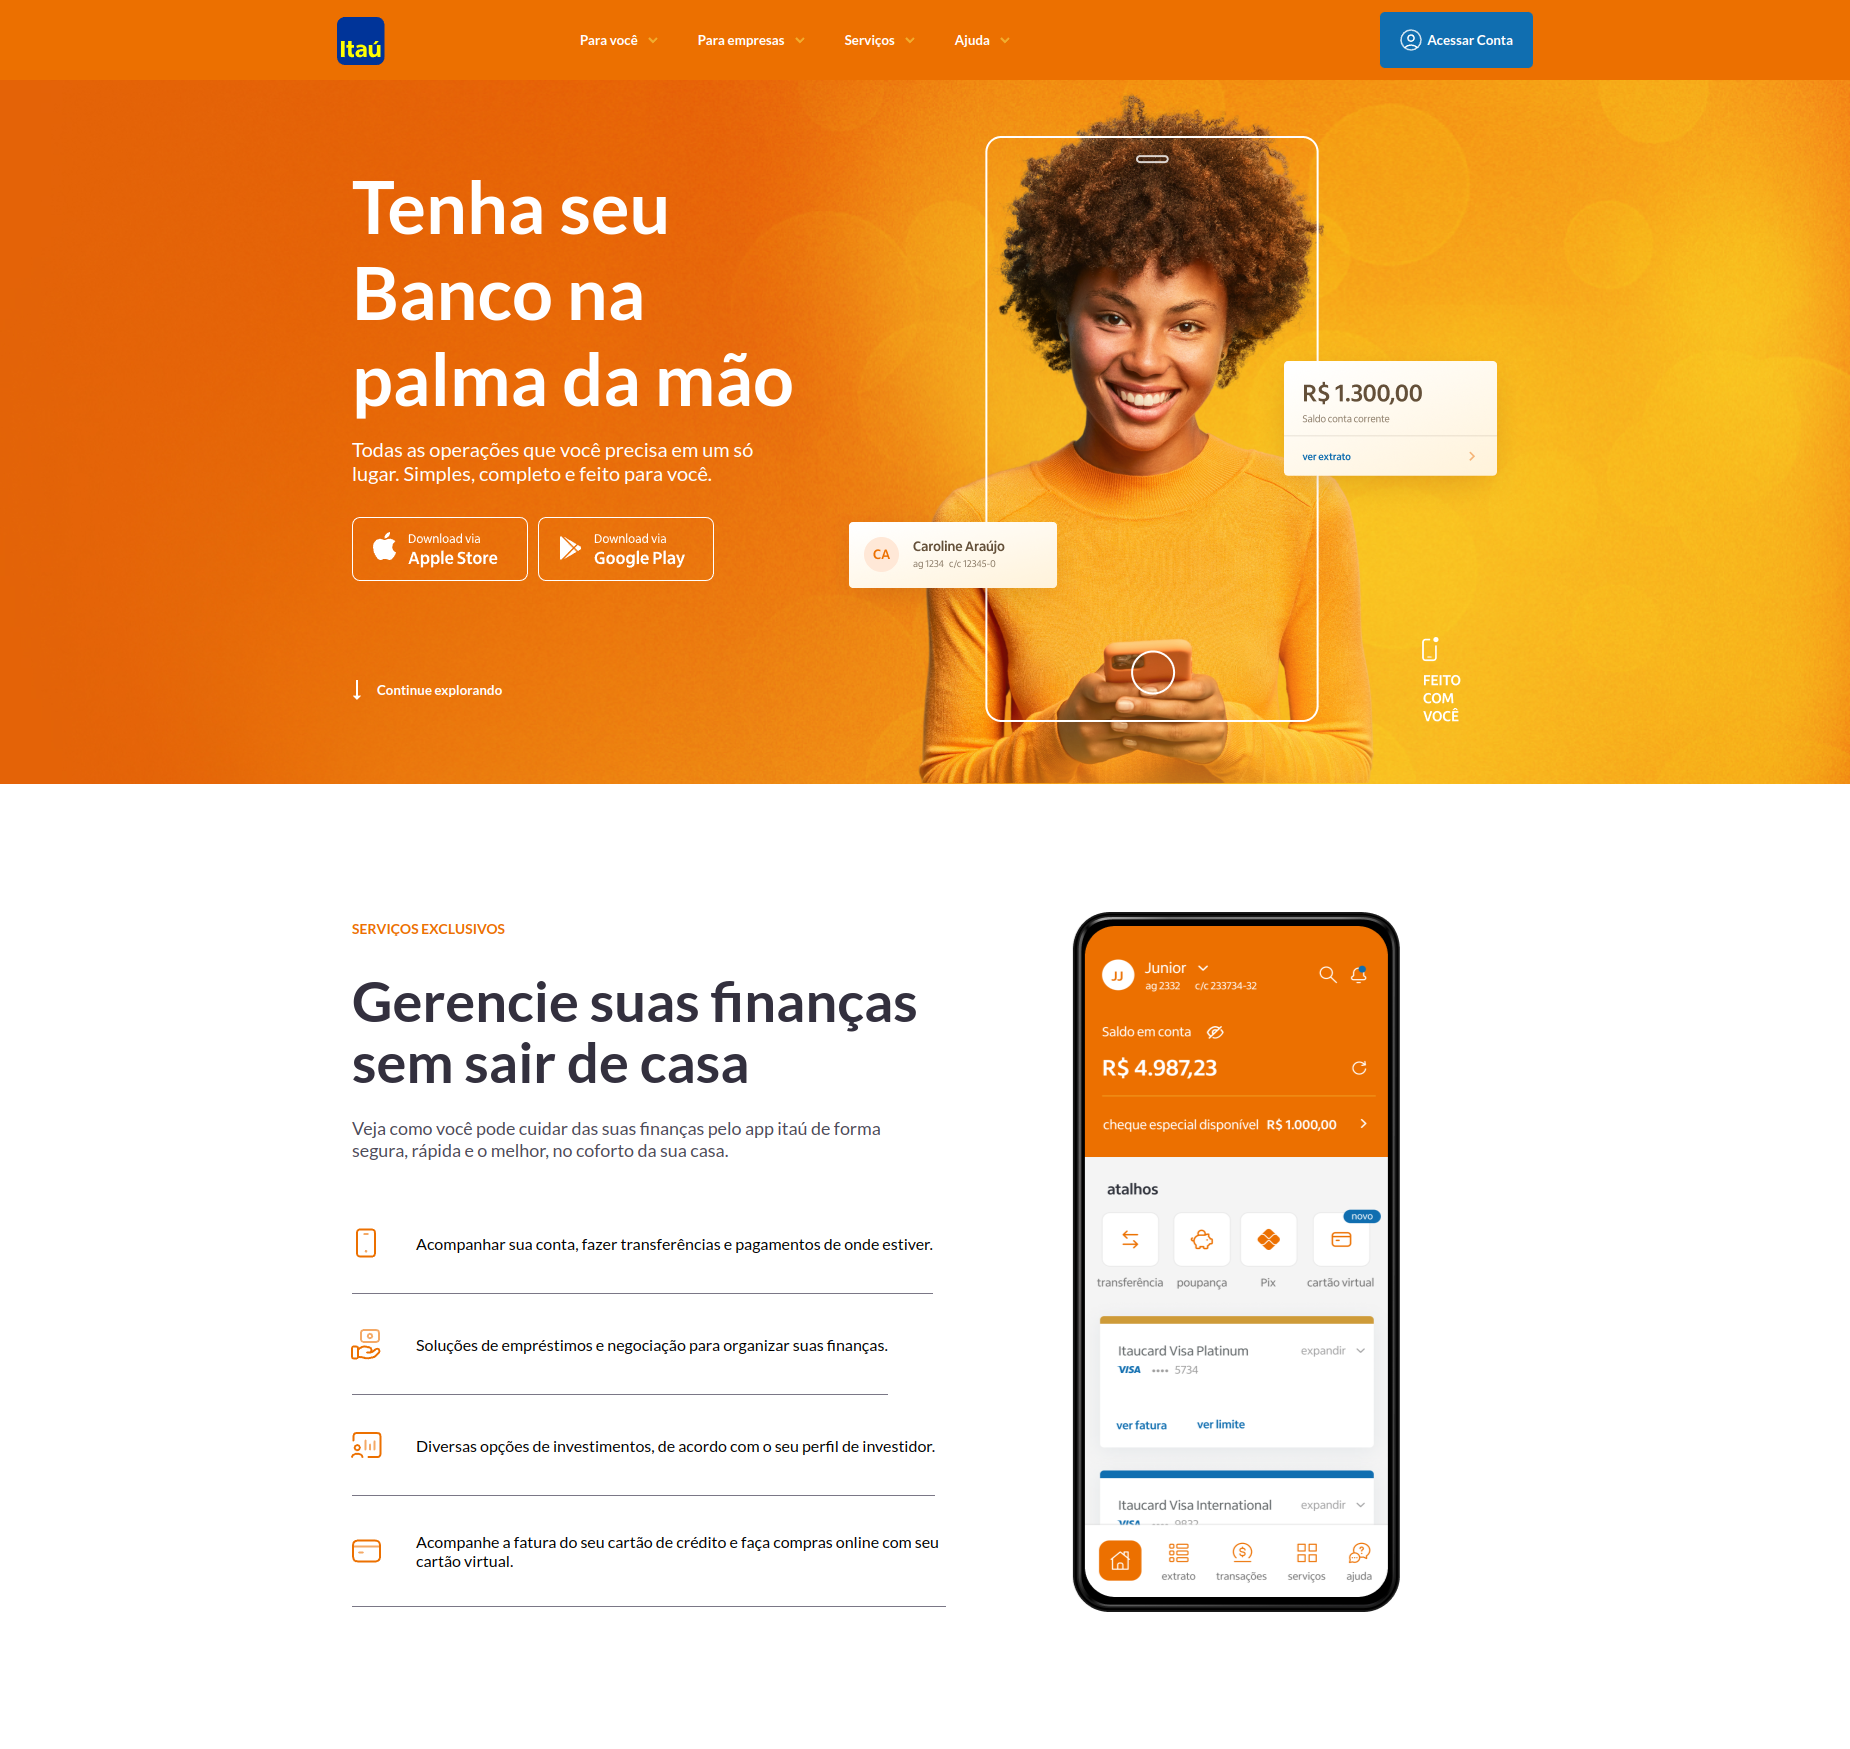 Itaú
Para você
Para empresas
Serviços
Ajuda
Acessar Conta
Tenha seu
Banco na
palma da mão
Todas as operações que você precisa em um só
lugar. Simples, completo e feito para você.
Download via
Apple Store
Download via
Google Play
Continue explorando
R$ 1.300,00
Saldo conta corrente
ver extrato
CA
Caroline Araújo
ag 1234 c/c 12345-0
FEITO
COM
VOCÊ
SERVIÇOS EXCLUSIVOS
Gerencie suas finanças
sem sair de casa
Veja como você pode cuidar das suas finanças pelo app itaú de forma
segura, rápida e o melhor, no coforto da sua casa.
Acompanhar sua conta, fazer transferências e pagamentos de onde estiver.
Soluções de empréstimos e negociação para organizar suas finanças.
Diversas opções de investimentos, de acordo com o seu perfil de investidor.
Acompanhe a fatura do seu cartão de crédito e faça compras online com seu
cartão virtual.
JJ
Junior
ag 2332 c/c 233734-32
Saldo em conta
R$ 4.987,23
cheque especial disponível R$ 1.000,00
atalhos
novo
transferência
poupança
Pix
cartão virtual
Itaucard Visa Platinum
expandir
VISA •••• 5734
ver fatura
ver limite
Itaucard Visa International
expandir
VISA •••• 9832
extrato
transações
serviços
ajuda